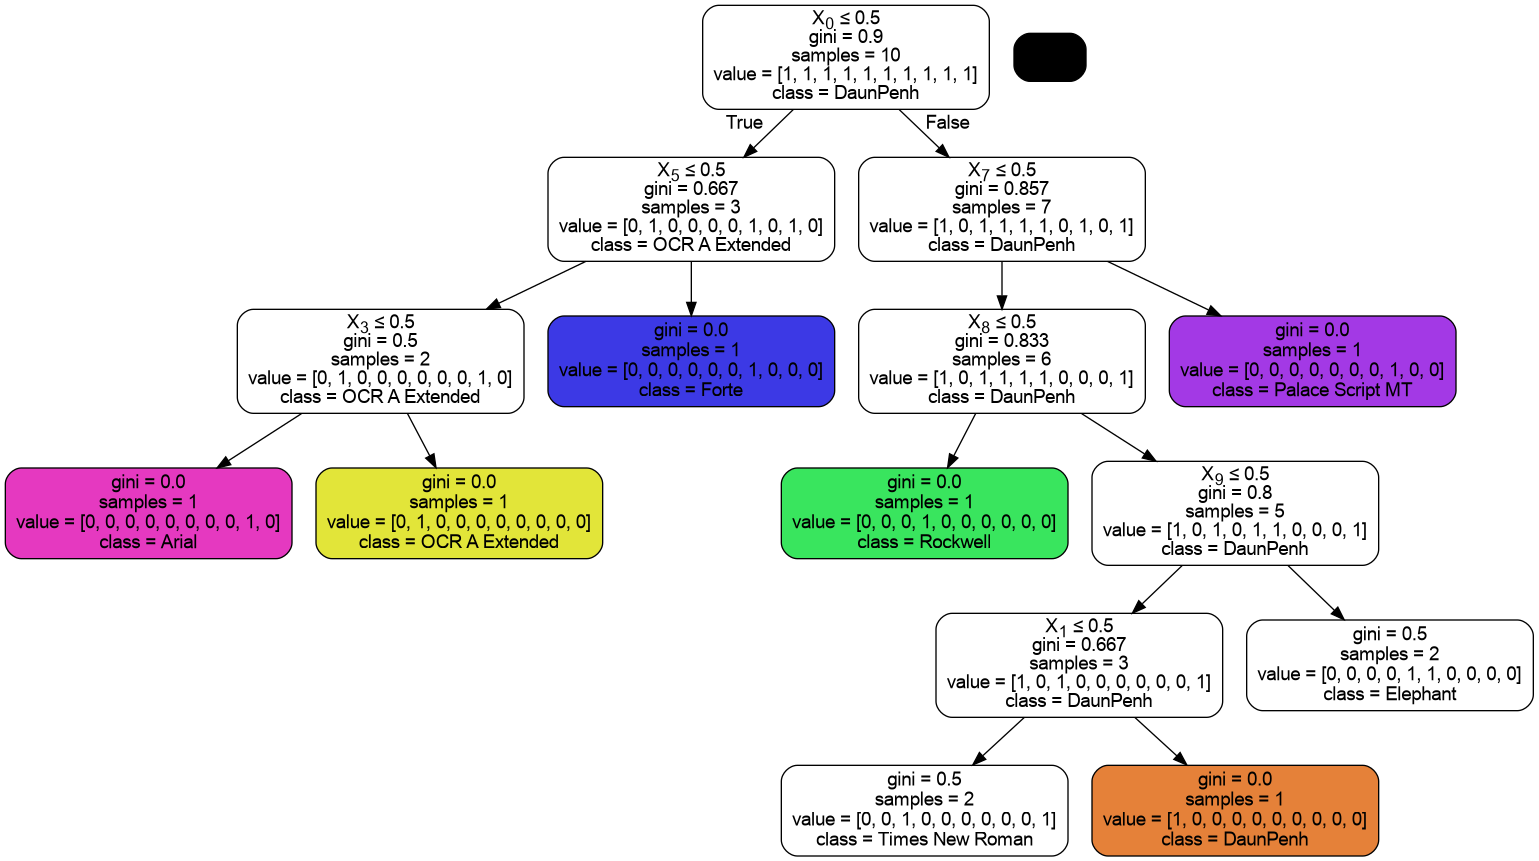 X0 ≤ 0.5
gini = 0.9
samples = 10
value = [1, 1, 1, 1, 1, 1, 1, 1, 1, 1]
class = DaunPenh
True
False
X5 ≤ 0.5
gini = 0.667
samples = 3
value = [0, 1, 0, 0, 0, 0, 1, 0, 1, 0]
class = OCR A Extended
X7 ≤ 0.5
gini = 0.857
samples = 7
value = [1, 0, 1, 1, 1, 1, 0, 1, 0, 1]
class = DaunPenh
X3 ≤ 0.5
gini = 0.5
samples = 2
value = [0, 1, 0, 0, 0, 0, 0, 0, 1, 0]
class = OCR A Extended
gini = 0.0
samples = 1
value = [0, 0, 0, 0, 0, 0, 1, 0, 0, 0]
class = Forte
X8 ≤ 0.5
gini = 0.833
samples = 6
value = [1, 0, 1, 1, 1, 1, 0, 0, 0, 1]
class = DaunPenh
gini = 0.0
samples = 1
value = [0, 0, 0, 0, 0, 0, 0, 1, 0, 0]
class = Palace Script MT
gini = 0.0
samples = 1
value = [0, 0, 0, 0, 0, 0, 0, 0, 1, 0]
class = Arial
gini = 0.0
samples = 1
value = [0, 1, 0, 0, 0, 0, 0, 0, 0, 0]
class = OCR A Extended
gini = 0.0
samples = 1
value = [0, 0, 0, 1, 0, 0, 0, 0, 0, 0]
class = Rockwell
X9 ≤ 0.5
gini = 0.8
samples = 5
value = [1, 0, 1, 0, 1, 1, 0, 0, 0, 1]
class = DaunPenh
X1 ≤ 0.5
gini = 0.667
samples = 3
value = [1, 0, 1, 0, 0, 0, 0, 0, 0, 1]
class = DaunPenh
gini = 0.5
samples = 2
value = [0, 0, 0, 0, 1, 1, 0, 0, 0, 0]
class = Elephant
gini = 0.5
samples = 2
value = [0, 0, 1, 0, 0, 0, 0, 0, 0, 1]
class = Times New Roman
gini = 0.0
samples = 1
value = [1, 0, 0, 0, 0, 0, 0, 0, 0, 0]
class = DaunPenh